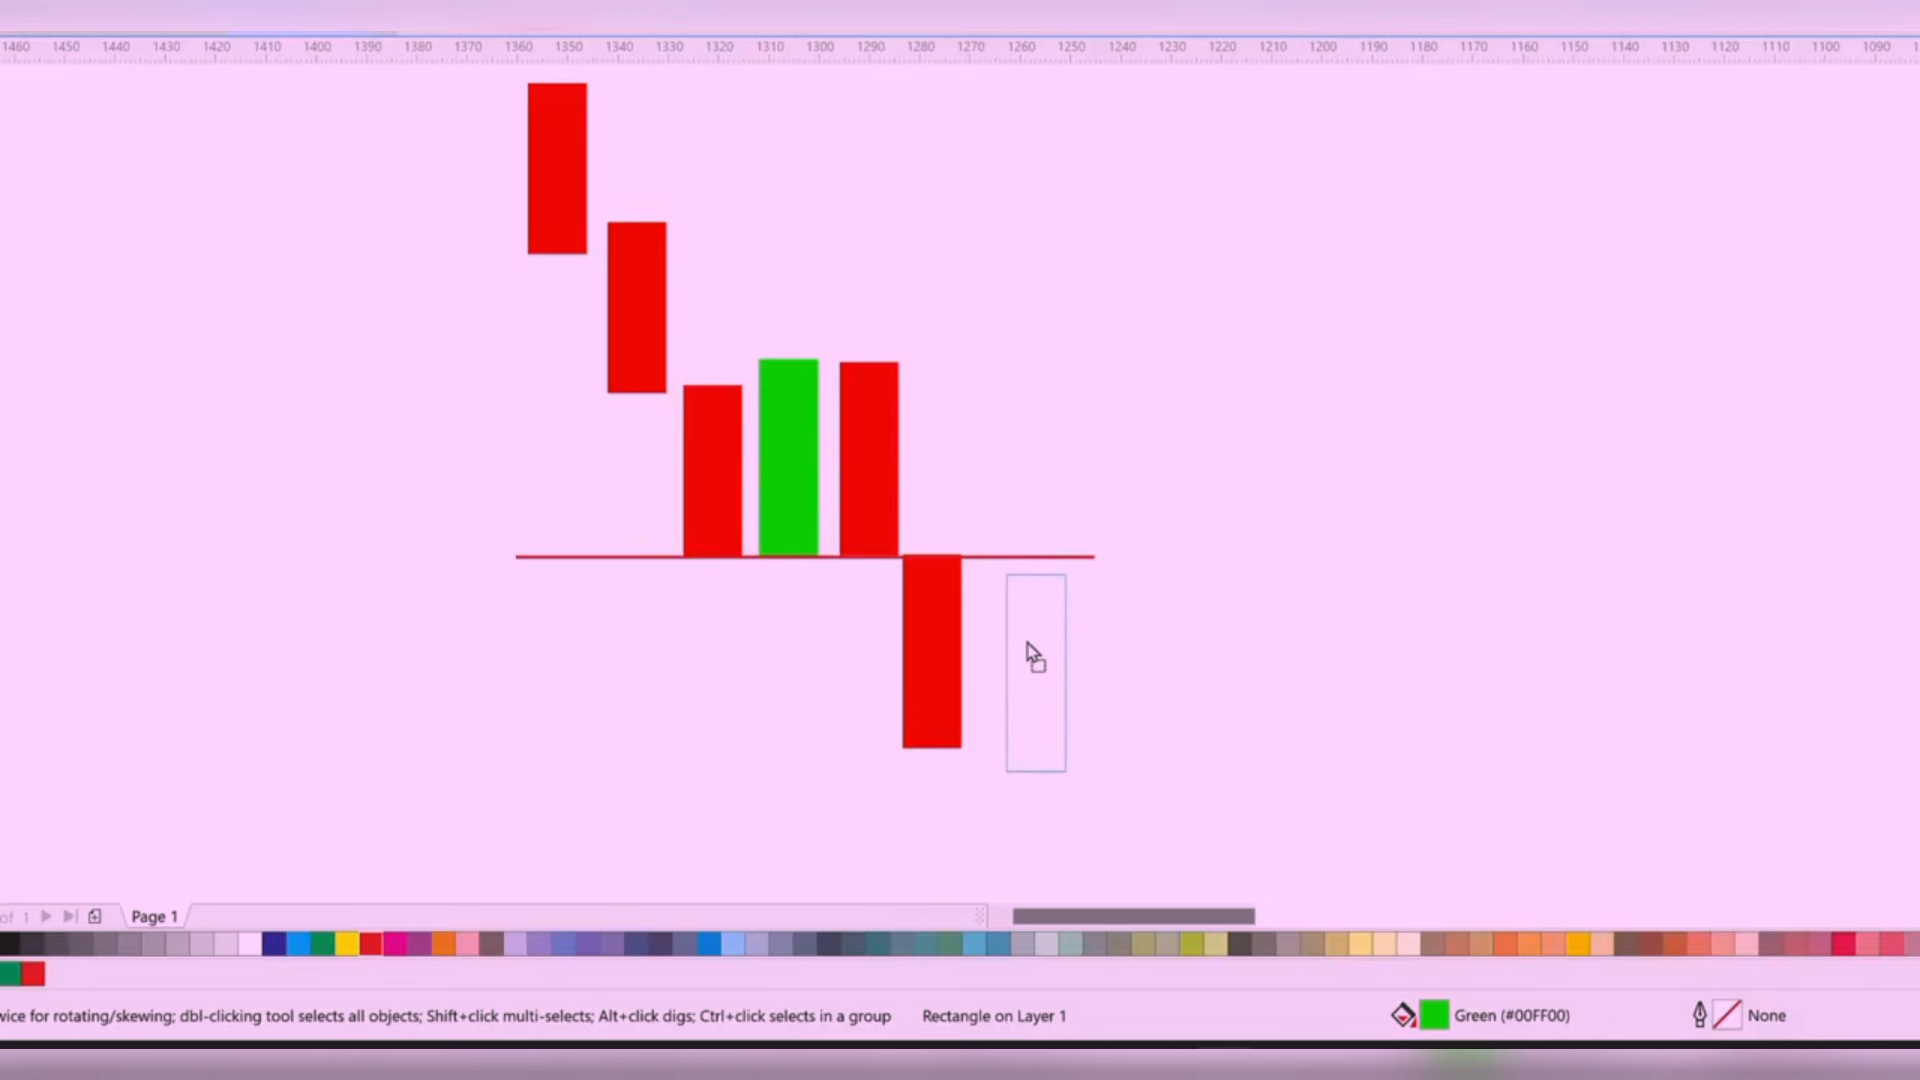 1460 1450 1440 1430 1420 1410 1400 1390 1380 1370 1360 1350 1340 1330 1320 1310 1300 1290 1280 1270 1260 1250 1240 1230 1220 1210 1200 1190 1180 1170 1160 1150 1140 1130 1120 1110 1100 1090
of 1 Page 1
wice for rotating/skewing; dbl-clicking tool selects all objects; Shift+click multi-selects; Alt+click digs; Ctrl+click selects in a group Rectangle on Layer 1 Green (#00FF00) None